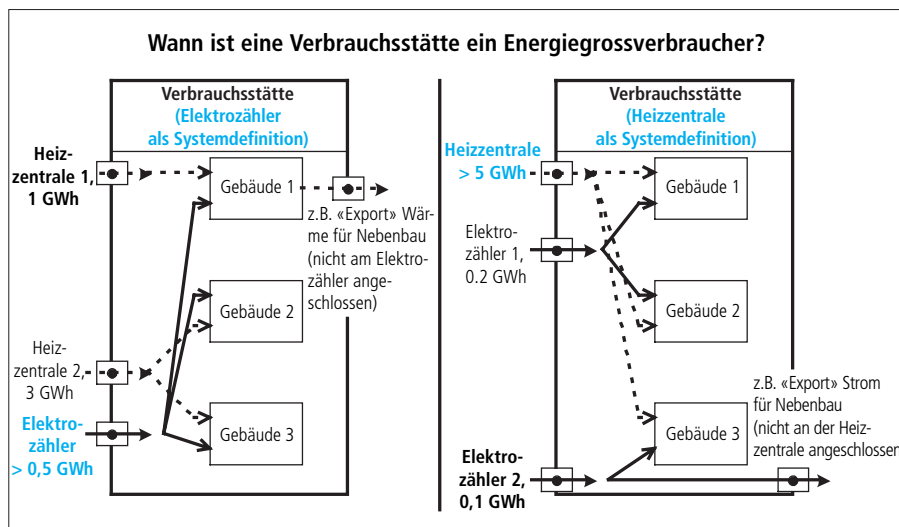 Wann ist eine Verbrauchsstätte ein Energiegrossverbraucher?
Verbrauchsstätte
(Elektrozähler
als Systemdefinition)
Heiz-
zentrale 1,
1 GWh
Gebäude 1
z.B. «Export» Wär-
me für Nebenbau
(nicht am Elektro-
zähler ange-
schlossen)
Gebäude 2
Heiz-
zentrale 2,
3 GWh
Elektro-
zähler
> 0,5 GWh
Gebäude 3
Verbrauchsstätte
(Heizzentrale
als Systemdefinition)
Heizzentrale
> 5 GWh
Gebäude 1
Elektro-
zähler 1,
0.2 GWh
Gebäude 2
z.B. «Export» Strom
für Nebenbau
(nicht an der Heiz-
zentrale angeschlossen
Gebäude 3
Elektro-
zähler 2,
0,1 GWh